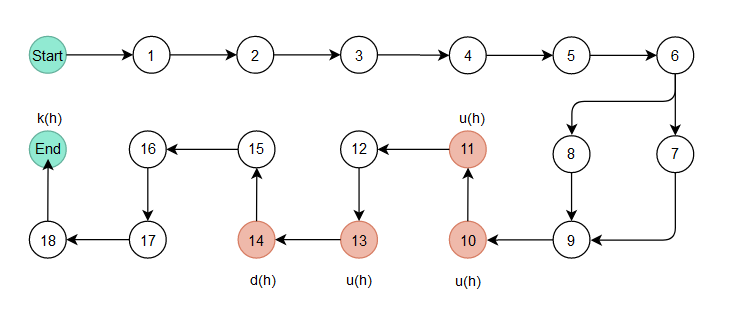 Start 1 2 3 4 5 6
k(h) u(h)
End 16 15 12 11 8 7
18 17 14 13 10 9
d(h) u(h) u(h)